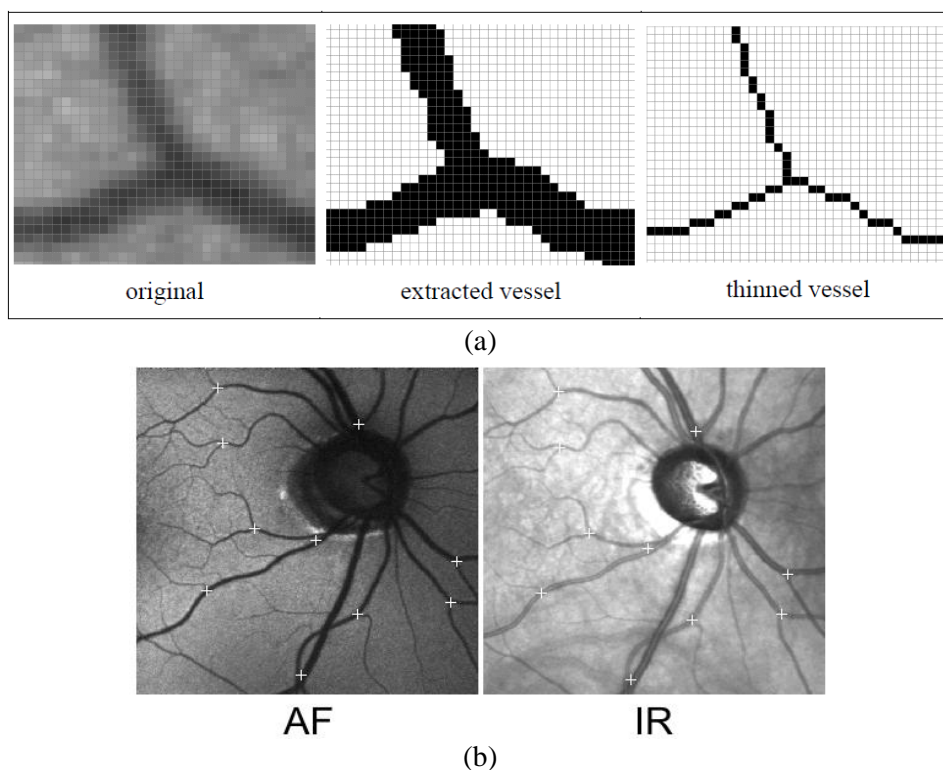 original
extracted vessel
thinned vessel
(a)
AF
IR
(b)